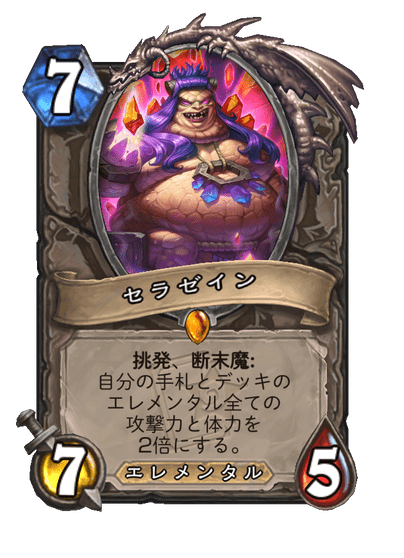 7
セラゼイン
挑発、断末魔:
自分の手札とデッキの
エレメンタル全ての
攻撃力と体力を
2倍にする。
エレメンタル
7
5